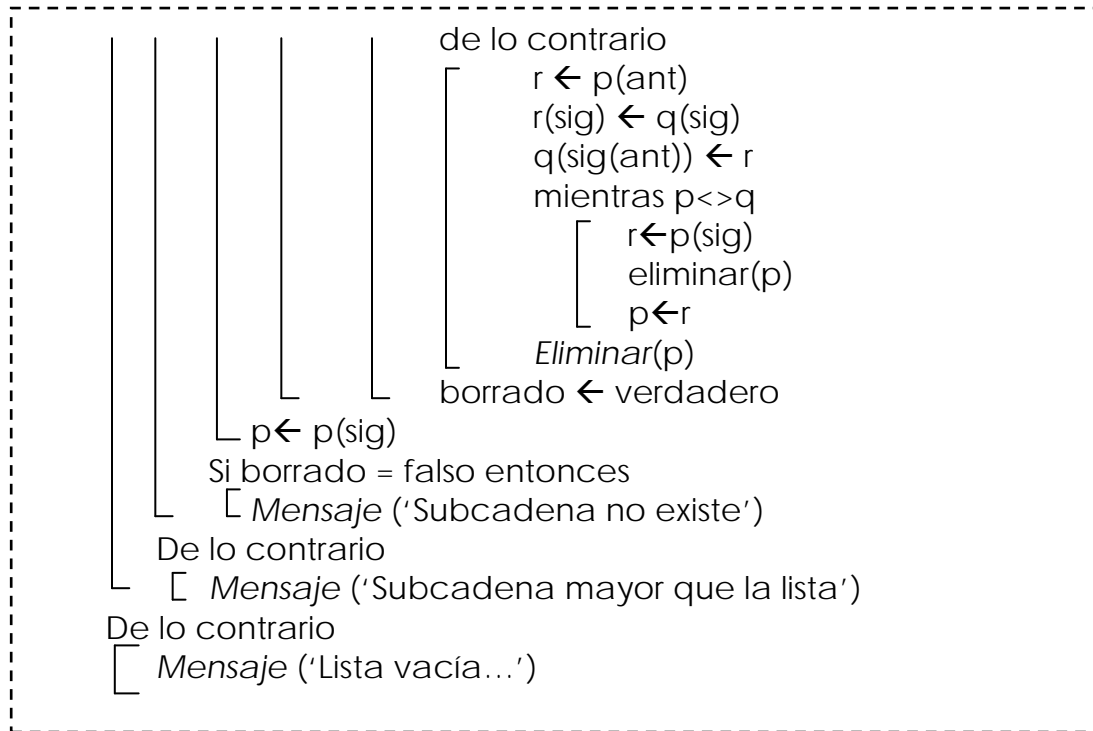 de lo contrario
r ← p(ant)
r(sig) ← q(sig)
q(sig(ant)) ← r
mientras p<>q
r←p(sig)
eliminar(p)
p←r
Eliminar(p)
borrado ← verdadero
p← p(sig)
Si borrado = falso entonces
Mensaje (‘Subcadena no existe’)
De lo contrario
Mensaje (‘Subcadena mayor que la lista’)
De lo contrario
Mensaje (‘Lista vacía…’)